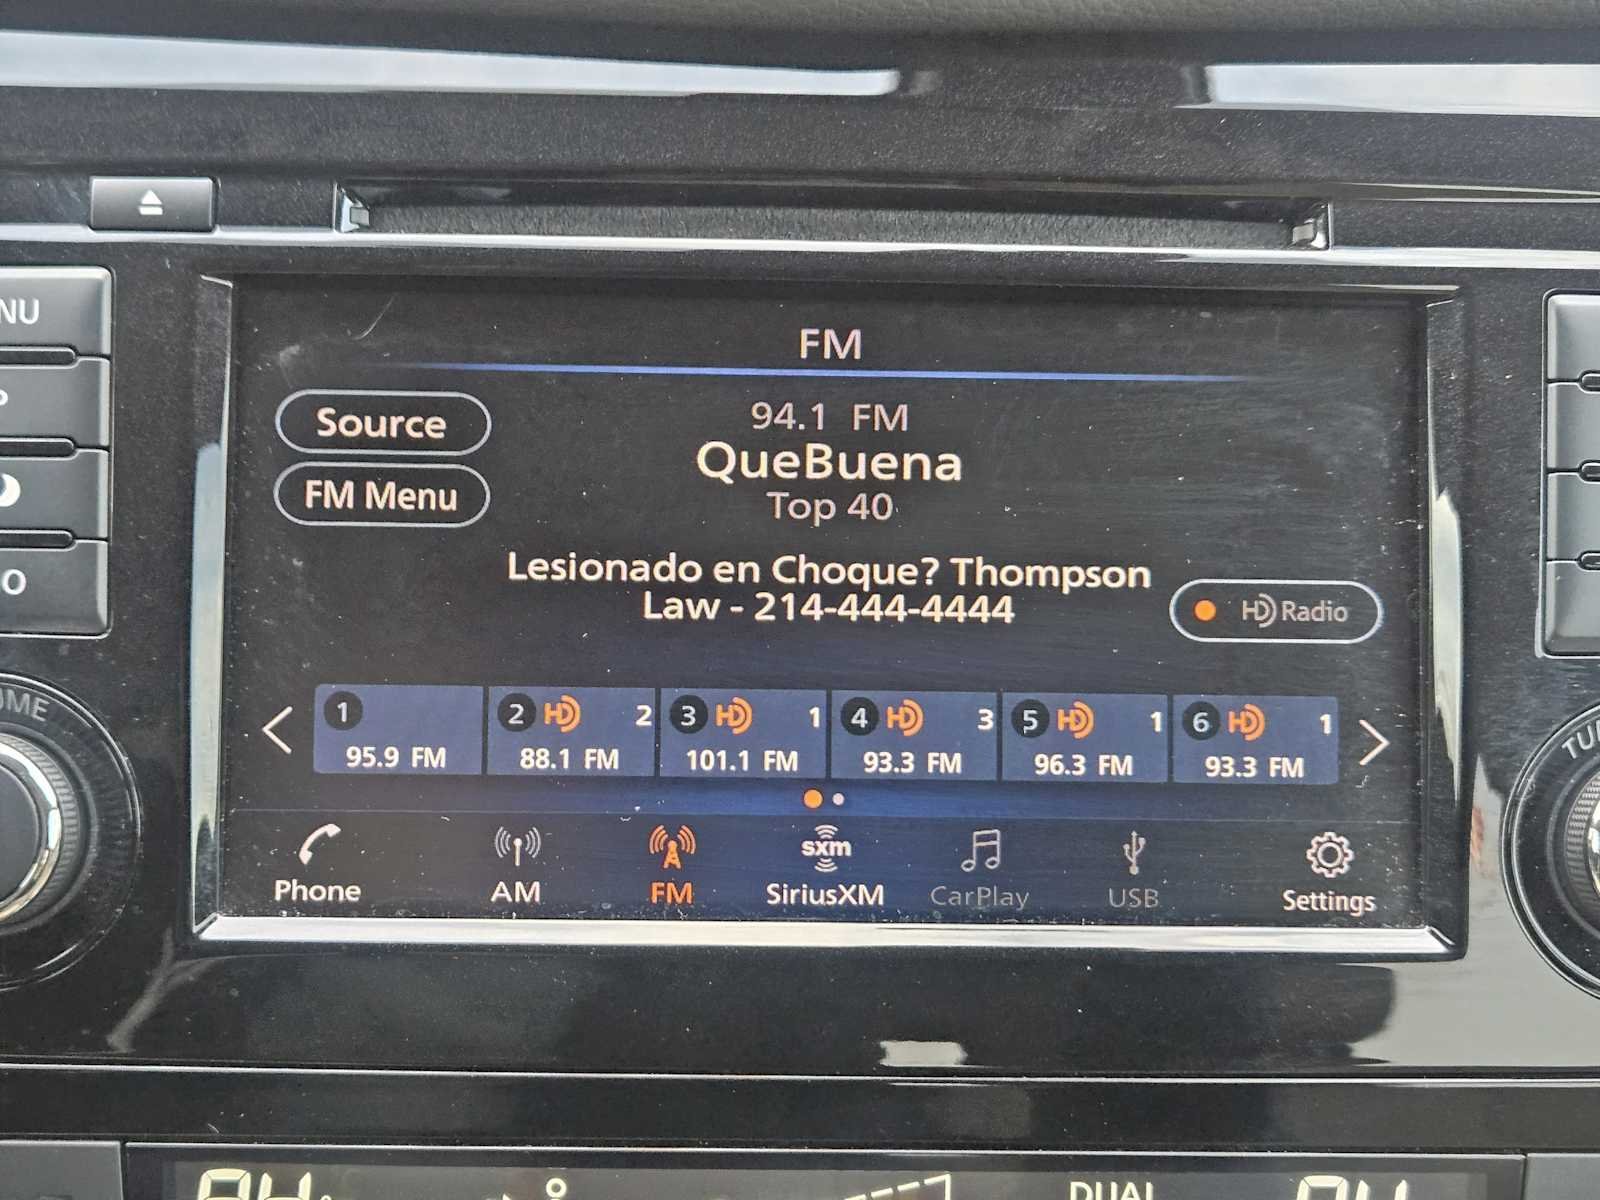 NU
FM
Source
94.1 FM
QueBuena
FM Menu
Top 40
Lesionado en Choque? Thompson
Law - 214-444-4444
HD Radio
1
2 HD 2
3 HD 1
4 HD 3
5 HD 1
6 HD 1
95.9 FM
88.1 FM
101.1 FM
93.3 FM
96.3 FM
93.3 FM
sxm
Phone
AM
FM
SiriusXM
CarPlay
USB
Settings
UME
TU
DUAL